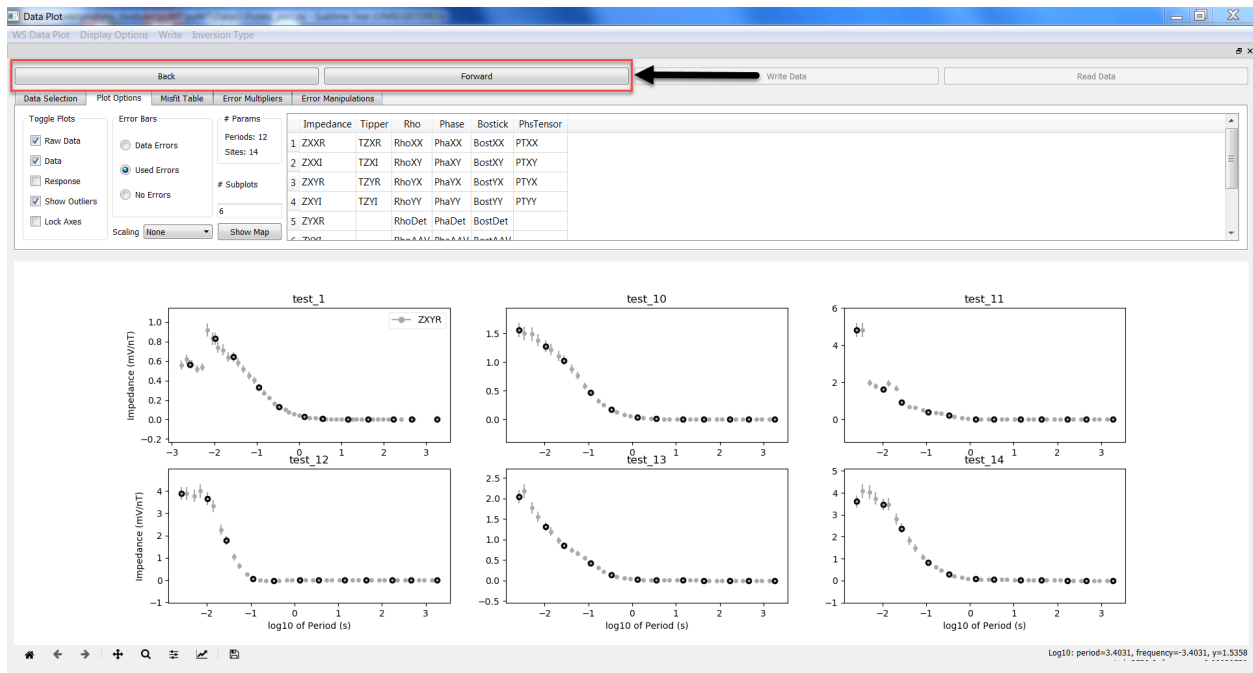 Data Plot
WS Data Plot Display Options Write Inversion Type
Back Forward Write Data Read Data
Data Selection Plot Options Misfit Table Error Multipliers Error Manipulations
Toggle Plots Error Bars # Params
Raw Data
Data
Response
Show Outliers
Lock Axes
Data Errors
Used Errors
No Errors
Scaling None
Periods: 12
Sites: 14
# Subplots
6
Show Map
Impedance Tipper Rho Phase Bostick PhsTensor
1 ZXXR TZXR RhoXX PhaXX BostXX PTXX
2 ZXXI TZXI RhoXY PhaXY BostXY PTXY
3 ZXYR TZYR RhoYX PhaYX BostYX PTYX
4 ZXYI TZYI RhoYY PhaYY BostYY PTYY
5 ZYXR RhoDet PhaDet BostDet
test_1
ZXYR
Impedance (mV/nT)
1.0
0.8
0.6
0.4
0.2
0.0
−0.2
−3 −2 −1 0 1 2 3
test_10
1.5
1.0
0.5
0.0
−2 −1 0 1 2 3
test_11
6
4
2
0
−2 −1 0 1 2 3
test_12
Impedance (mV/nT)
4
3
2
1
0
−1
−2 −1 0 1 2 3
log10 of Period (s)
test_13
2.5
2.0
1.5
1.0
0.5
0.0
−0.5
−2 −1 0 1 2 3
log10 of Period (s)
test_14
5
4
3
2
1
0
−1
−2 −1 0 1 2 3
log10 of Period (s)
Log10: period=3.4031, frequency=-3.4031, y=1.5358